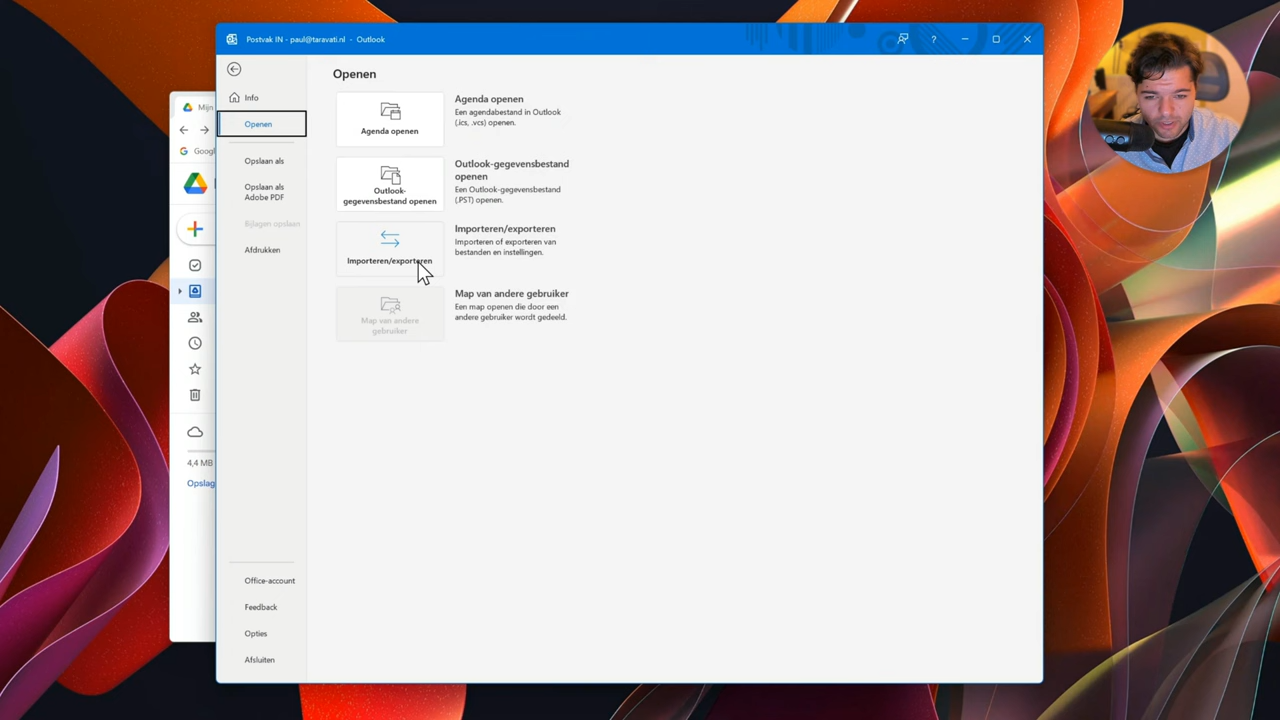 Postvak IN - paul@taravati.nl - Outlook
?
Mijn
Googl
4,4 MB
Opslag
Info
Openen
Opslaan als
Opslaan als
Adobe PDF
Bijlagen opslaan
Afdrukken
Office-account
Feedback
Opties
Afsluiten
Openen
Agenda openen
Agenda openen
Een agendabestand in Outlook
(.ics, .vcs) openen.
Outlook-
gegevensbestand openen
Outlook-gegevensbestand
openen
Een Outlook-gegevensbestand
(.PST) openen.
Importeren/exporteren
Importeren/exporteren
Importeren of exporteren van
bestanden en instellingen.
Map van andere
gebruiker
Map van andere gebruiker
Een map openen die door een
andere gebruiker wordt gedeeld.